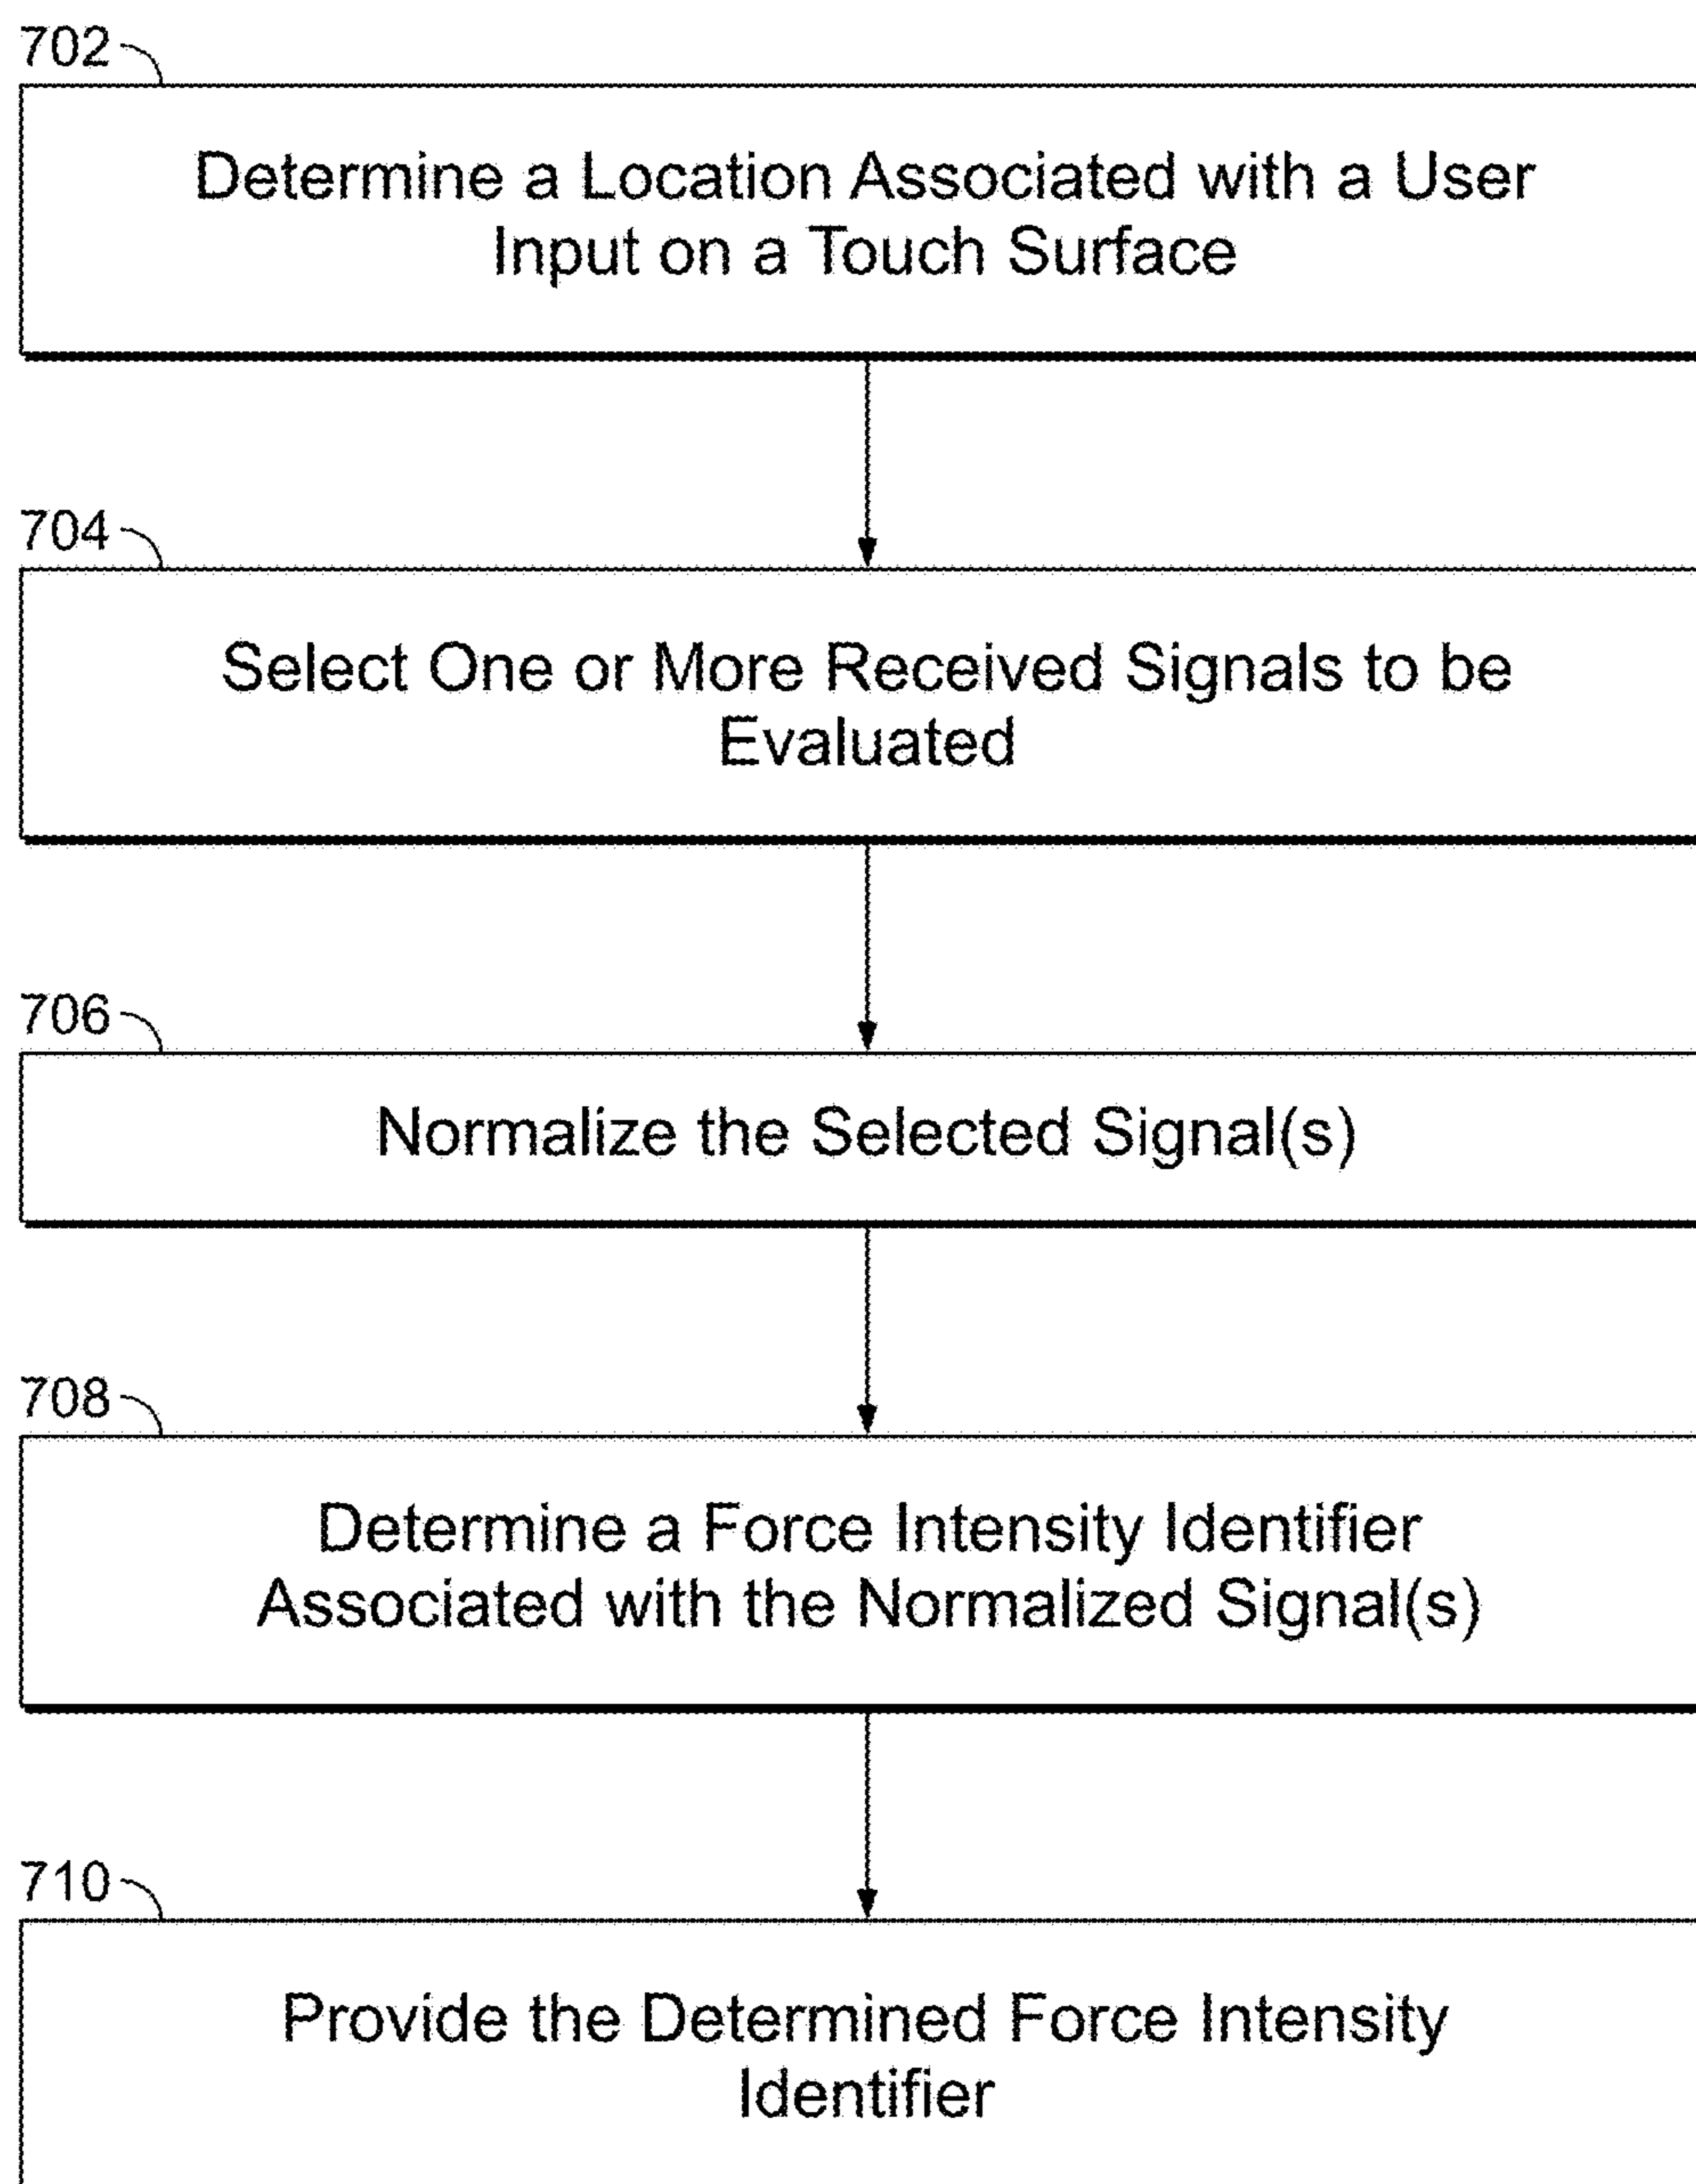 702
Determine a Location Associated with a User
Input on a Touch Surface
704
Select One or More Received Signals to be
Evaluated
706
Normalize the Selected Signal(s)
708
Determine a Force Intensity Identifier
Associated with the Normalized Signal(s)
710
Provide the Determined Force Intensity
Identifier